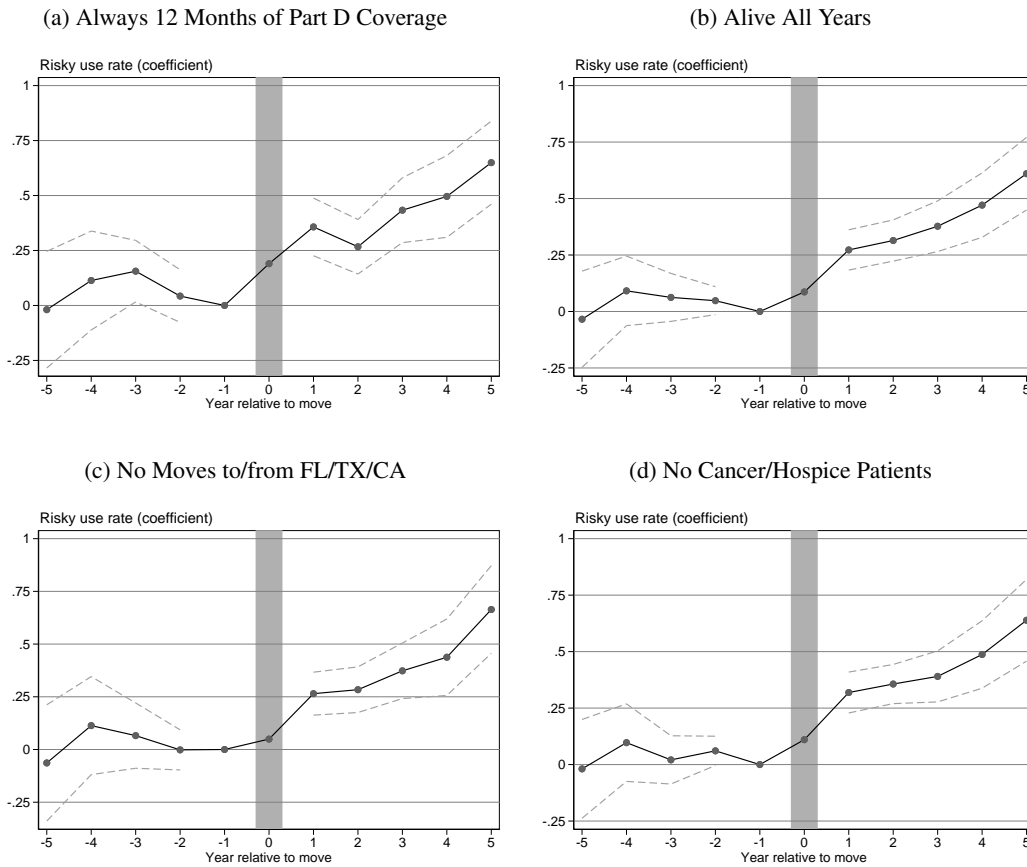 (a) Always 12 Months of Part D Coverage
Risky use rate (coefficient)
1
.75
.5
.25
0
-.25
-5 -4 -3 -2 -1 0 1 2 3 4 5
Year relative to move
(b) Alive All Years
Risky use rate (coefficient)
1
.75
.5
.25
0
-.25
-5 -4 -3 -2 -1 0 1 2 3 4 5
Year relative to move
(c) No Moves to/from FL/TX/CA
Risky use rate (coefficient)
1
.75
.5
.25
0
-.25
-5 -4 -3 -2 -1 0 1 2 3 4 5
Year relative to move
(d) No Cancer/Hospice Patients
Risky use rate (coefficient)
1
.75
.5
.25
0
-.25
-5 -4 -3 -2 -1 0 1 2 3 4 5
Year relative to move